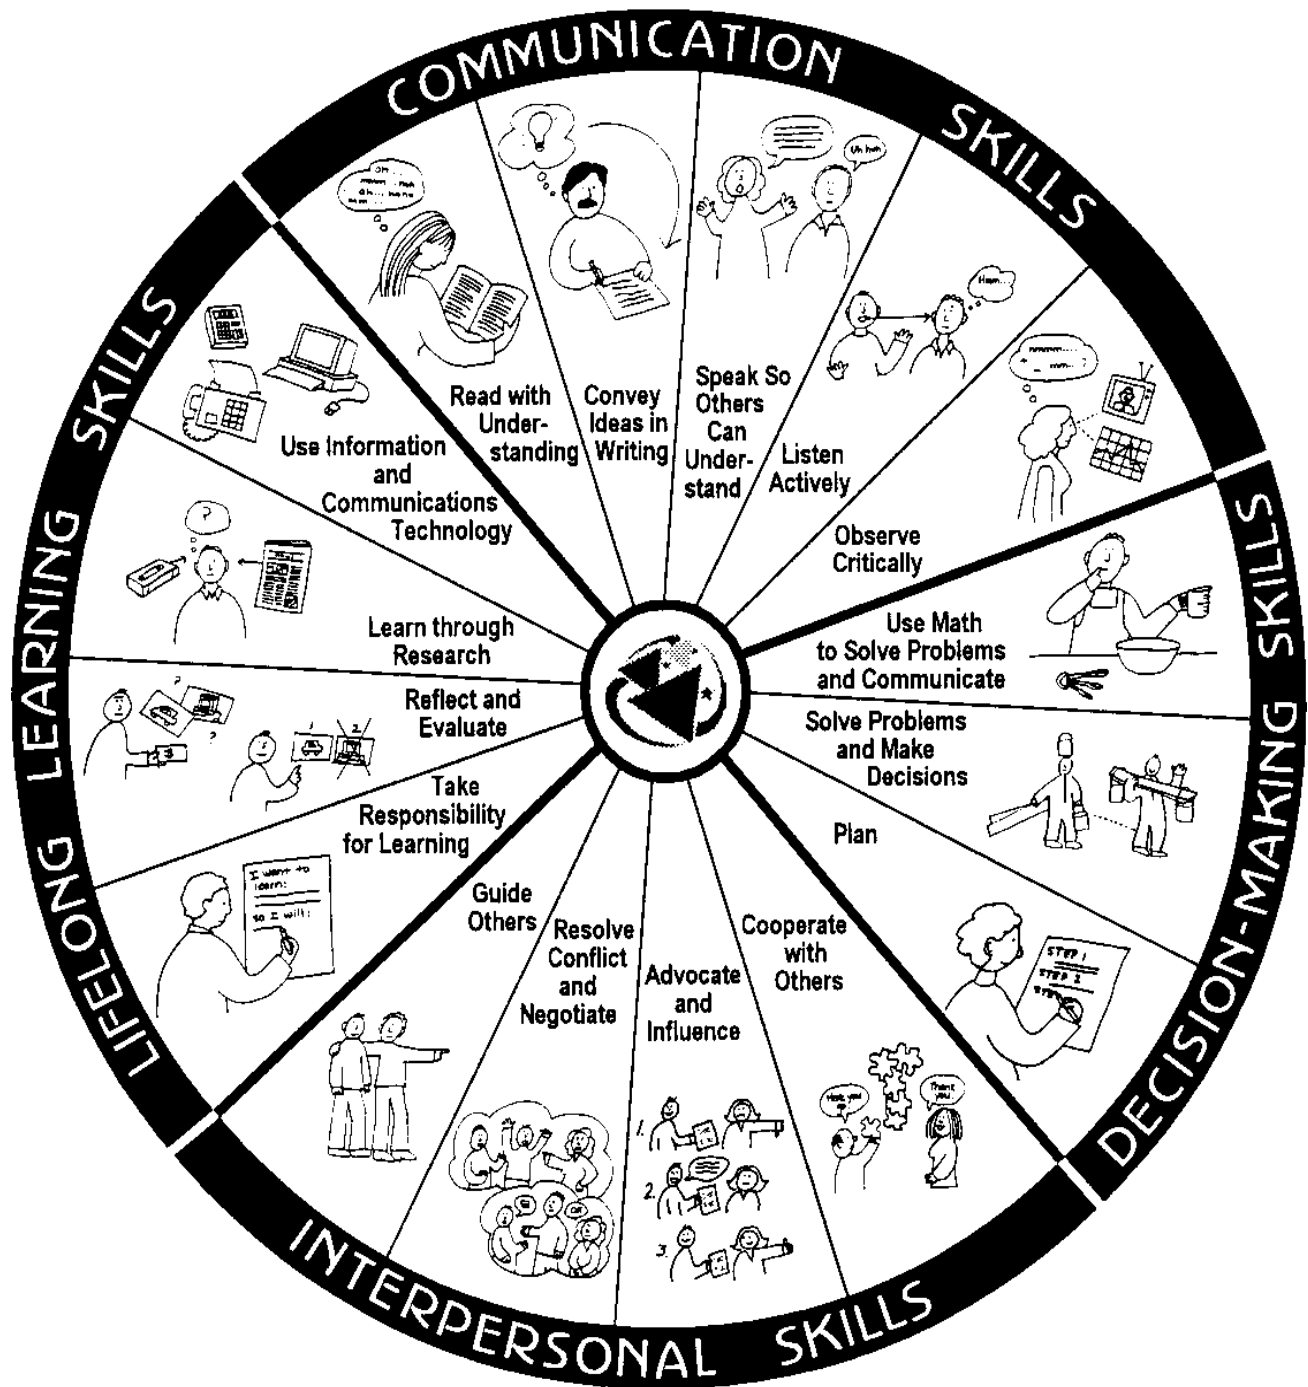 COMMUNICATION SKILLS
Read with
Under-
standing
Convey
Ideas in
Writing
Speak So
Others
Can
Under-
stand
Uh huh
Listen
Actively
Hmm...
Observe
Critically
DECISION-MAKING SKILLS
Use Math
to Solve Problems
and Communicate
Solve Problems
and Make
Decisions
Plan
STEP 1
STEP 2
INTERPERSONAL SKILLS
Cooperate
with
Others
Thank
you
Advocate
and
Influence
1.
2.
3.
Resolve
Conflict
and
Negotiate
Guide
Others
LIFELONG LEARNING SKILLS
Take
Responsibility
for Learning
I want to
learn:
so I will:
Reflect and
Evaluate
?
?
1
2
Learn through
Research
?
Use Information
and
Communications
Technology